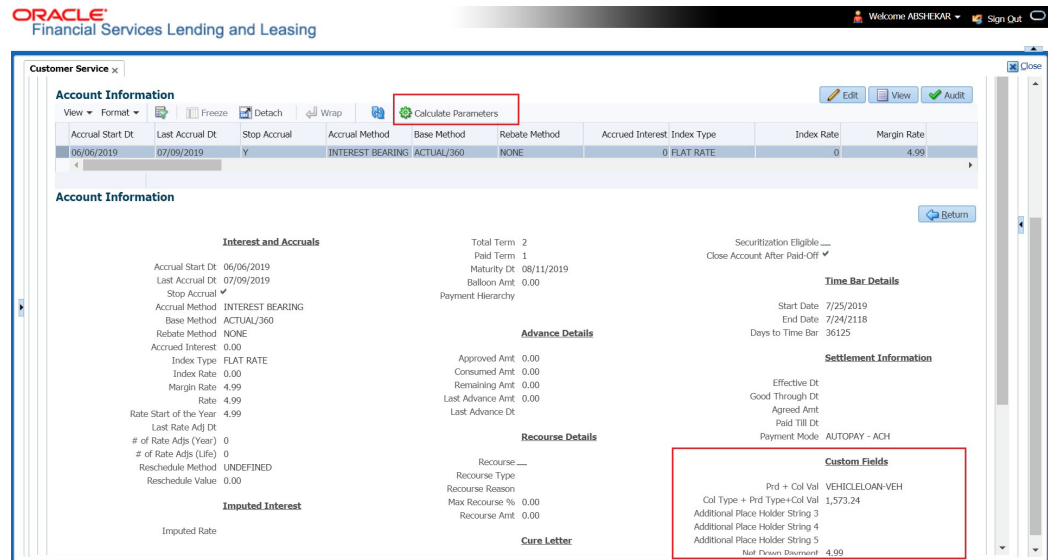 ORACLE
Financial Services Lending and Leasing
Welcome ABSHEKAR
Sign Out
Customer Service
Close
Account Information
Edit
View
Audit
View Format Freeze Detach Wrap Calculate Parameters
Accrual Start Dt Last Accrual Dt Stop Accrual Accrual Method Base Method Rebate Method Accrued Interest Index Type Index Rate Margin Rate
06/06/2019 07/09/2019 Y INTEREST BEARING ACTUAL/360 NONE 0 FLAT RATE 0 4.99
Account Information
Return
Interest and Accruals
Accrual Start Dt 06/06/2019
Last Accrual Dt 07/09/2019
Stop Accrual
Accrual Method INTEREST BEARING
Base Method ACTUAL/360
Rebate Method NONE
Accrued Interest 0.00
Index Type FLAT RATE
Index Rate 0.00
Margin Rate 4.99
Rate 4.99
Rate Start of the Year 4.99
Last Rate Adj Dt
# of Rate Adjs (Year) 0
# of Rate Adjs (Life) 0
Reschedule Method UNDEFINED
Reschedule Value 0.00
Imputed Interest
Imputed Rate
Total Term 2
Paid Term 1
Maturity Dt 08/11/2019
Balloon Amt 0.00
Payment Hierarchy
Advance Details
Approved Amt 0.00
Consumed Amt 0.00
Remaining Amt 0.00
Last Advance Amt 0.00
Last Advance Dt
Recourse Details
Recourse
Recourse Type
Recourse Reason
Max Recourse % 0.00
Recourse Amt 0.00
Cure Letter
Securitization Eligible
Close Account After Paid-Off
Time Bar Details
Start Date 7/25/2019
End Date 7/24/2118
Days to Time Bar 36125
Settlement Information
Effective Dt
Good Through Dt
Agreed Amt
Paid Till Dt
Payment Mode AUTOPAY - ACH
Custom Fields
Prd + Col Val VEHICLELOAN-VEH
Col Type + Prd Type+Col Val 1,573.24
Additional Place Holder String 3
Additional Place Holder String 4
Additional Place Holder String 5
Net Down Payment 4.99